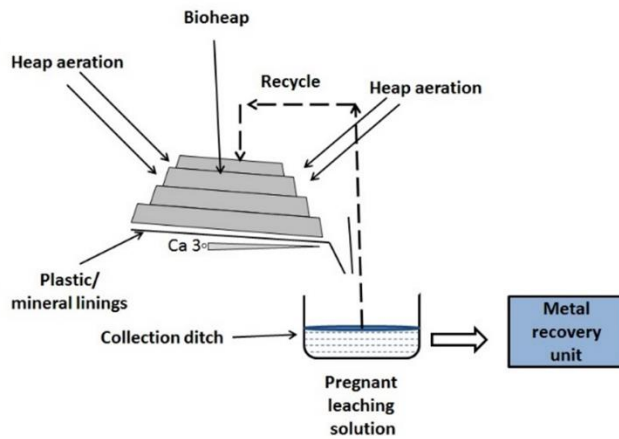 Bioheap
Heap aeration
Recycle
Heap aeration
Ca 3°
Plastic/
mineral linings
Collection ditch
Metal
recovery
unit
Pregnant
leaching
solution